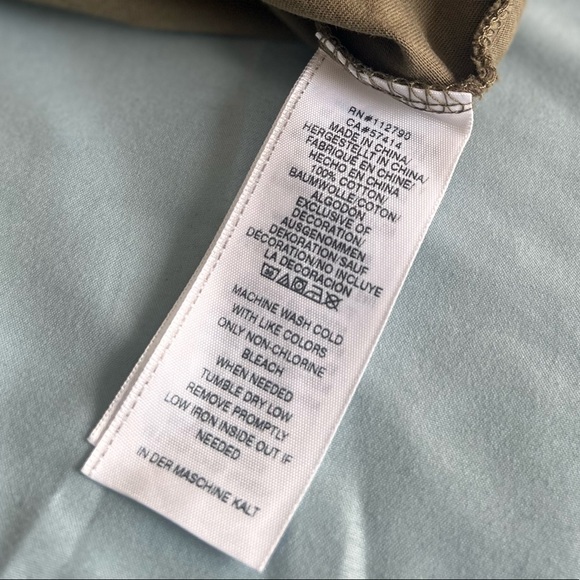 RN#112790
CA#57414
MADE IN CHINA/
HERGESTELLT IN CHINA/
FABRIQUÉ EN CHINE/
HECHO EN CHINA
100% COTTON/
BAUMWOLLE/COTON/
ALGODÓN
EXCLUSIVE OF
DECORATION/
AUSGENOMMEN
DEKORATION/SAUF
DÉCORATION/NO INCLUYE
LA DECORACIÓN
MACHINE WASH COLD
WITH LIKE COLORS
ONLY NON-CHLORINE
BLEACH
WHEN NEEDED
TUMBLE DRY LOW
REMOVE PROMPTLY
LOW IRON INSIDE OUT IF
NEEDED
IN DER MASCHINE KALT